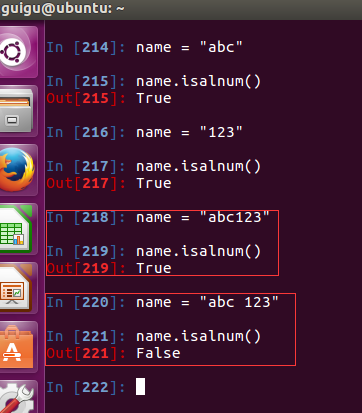 guigu@ubuntu: ~
In [214]: name = "abc"
In [215]: name.isalnum()
Out[215]: True
In [216]: name = "123"
In [217]: name.isalnum()
Out[217]: True
In [218]: name = "abc123"
In [219]: name.isalnum()
Out[219]: True
In [220]: name = "abc 123"
In [221]: name.isalnum()
Out[221]: False
In [222]: